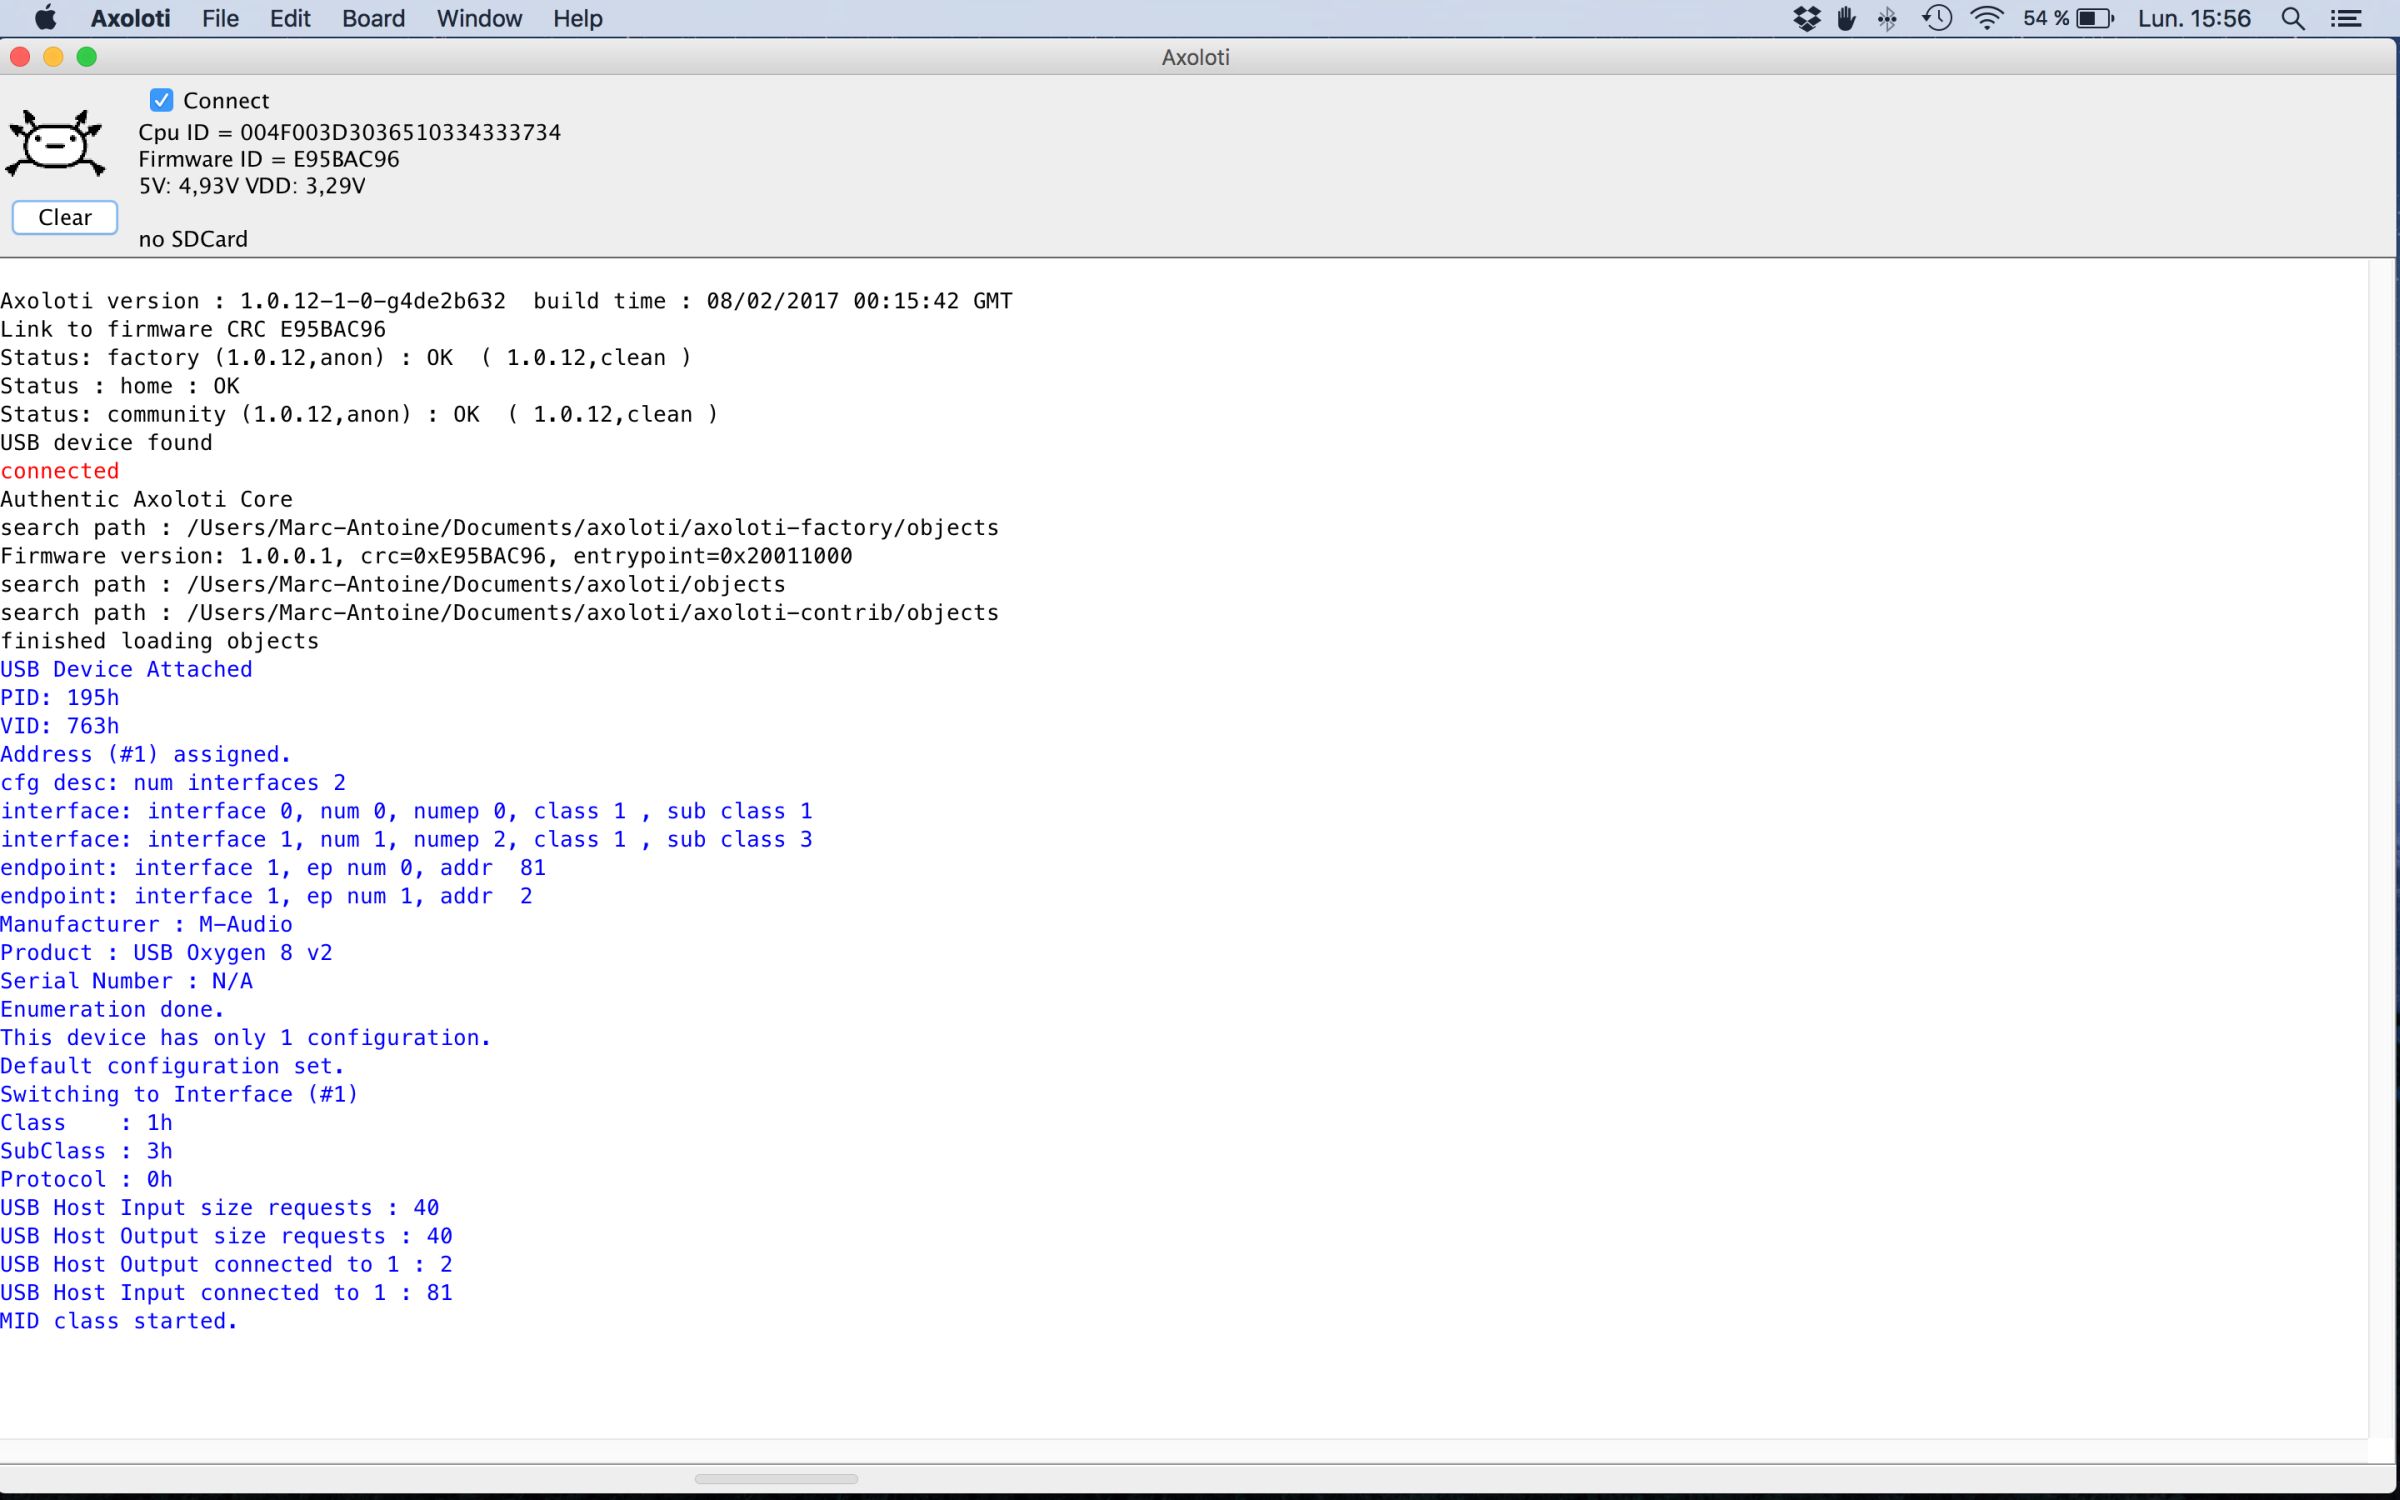 Axoloti File Edit Board Window Help 54 % Lun. 15:56
Axoloti
Connect
Cpu ID = 004F003D3036510334333734
Firmware ID = E95BAC96
5V: 4,93V VDD: 3,29V
Clear
no SDCard
Axoloti version : 1.0.12-1-0-g4de2b632  build time : 08/02/2017 00:15:42 GMT
Link to firmware CRC E95BAC96
Status: factory (1.0.12,anon) : OK  ( 1.0.12,clean )
Status : home : OK
Status: community (1.0.12,anon) : OK  ( 1.0.12,clean )
USB device found
connected
Authentic Axoloti Core
search path : /Users/Marc-Antoine/Documents/axoloti/axoloti-factory/objects
Firmware version: 1.0.0.1, crc=0xE95BAC96, entrypoint=0x20011000
search path : /Users/Marc-Antoine/Documents/axoloti/objects
search path : /Users/Marc-Antoine/Documents/axoloti/axoloti-contrib/objects
finished loading objects
USB Device Attached
PID: 195h
VID: 763h
Address (#1) assigned.
cfg desc: num interfaces 2
interface: interface 0, num 0, numep 0, class 1 , sub class 1
interface: interface 1, num 1, numep 2, class 1 , sub class 3
endpoint: interface 1, ep num 0, addr  81
endpoint: interface 1, ep num 1, addr  2
Manufacturer : M-Audio
Product : USB Oxygen 8 v2
Serial Number : N/A
Enumeration done.
This device has only 1 configuration.
Default configuration set.
Switching to Interface (#1)
Class    : 1h
SubClass : 3h
Protocol : 0h
USB Host Input size requests : 40
USB Host Output size requests : 40
USB Host Output connected to 1 : 2
USB Host Input connected to 1 : 81
MID class started.